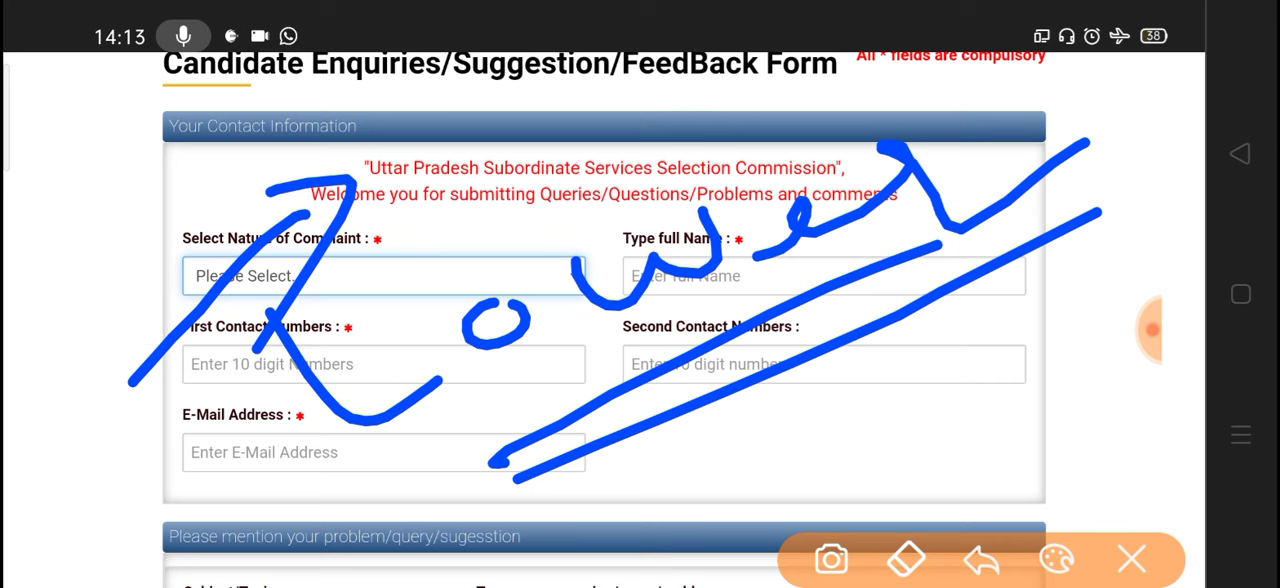 14:13
38
Candidate Enquiries/Suggestion/FeedBack Form
All * fields are compulsory
Your Contact Information
"Uttar Pradesh Subordinate Services Selection Commission",
Welcome you for submitting Queries/Questions/Problems and comments
Select Nature of Complaint : *
Type full Name : *
Please Select..
Enter full Name
First Contact Numbers : *
Second Contact Numbers :
Enter 10 digit Numbers
Enter 10 digit numbers
E-Mail Address : *
Enter E-Mail Address
Please mention your problem/query/sugesstion